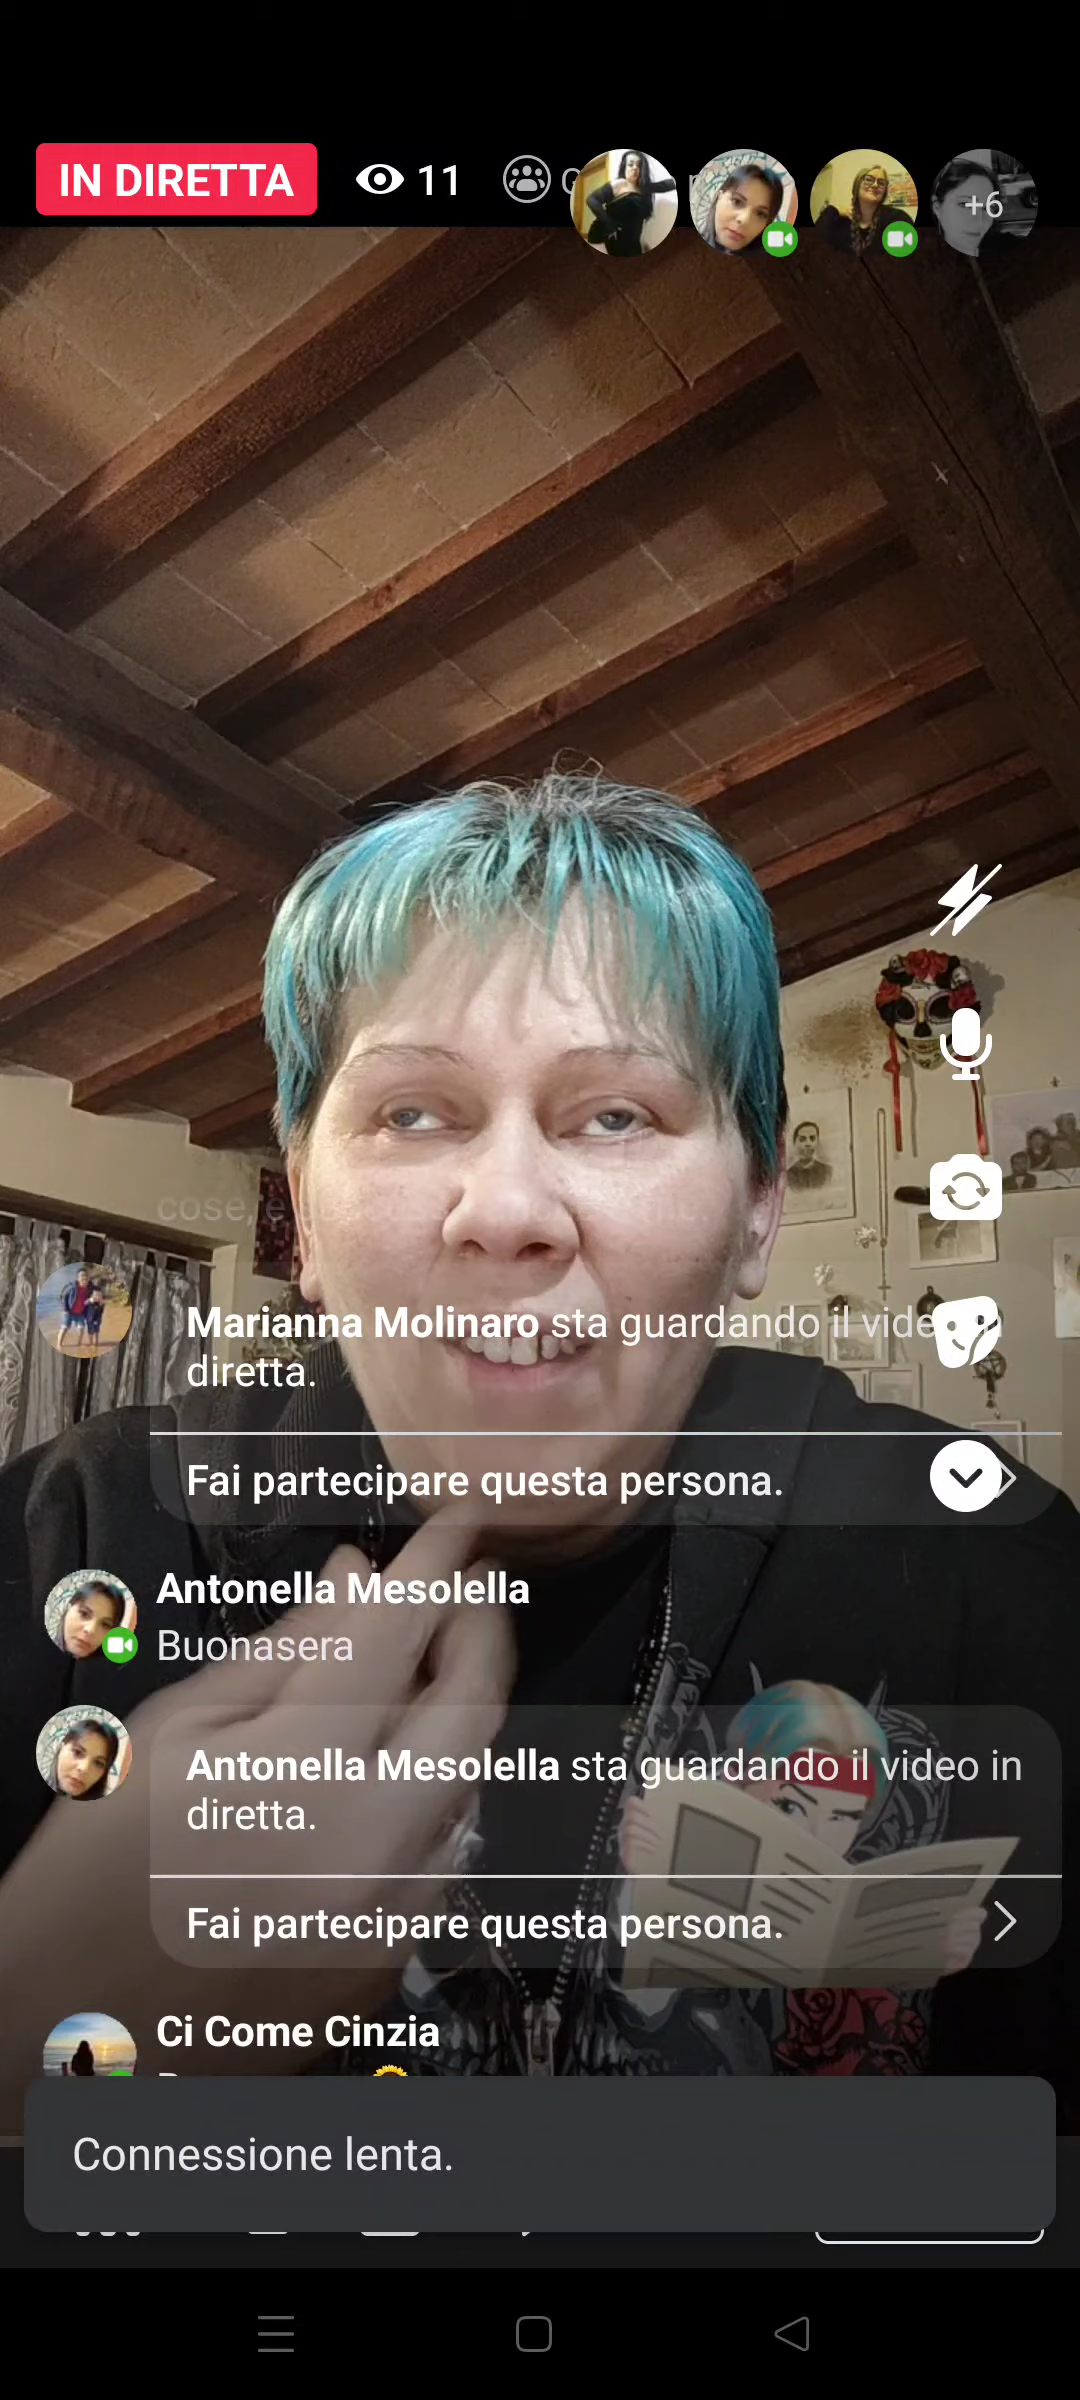 IN DIRETTA
11
+6
cose, e
Marianna Molinaro sta guardando il vide
diretta.
Fai partecipare questa persona.
Antonella Mesolella
Buonasera
Antonella Mesolella sta guardando il video in
diretta.
Fai partecipare questa persona.
Ci Come Cinzia
Connessione lenta.